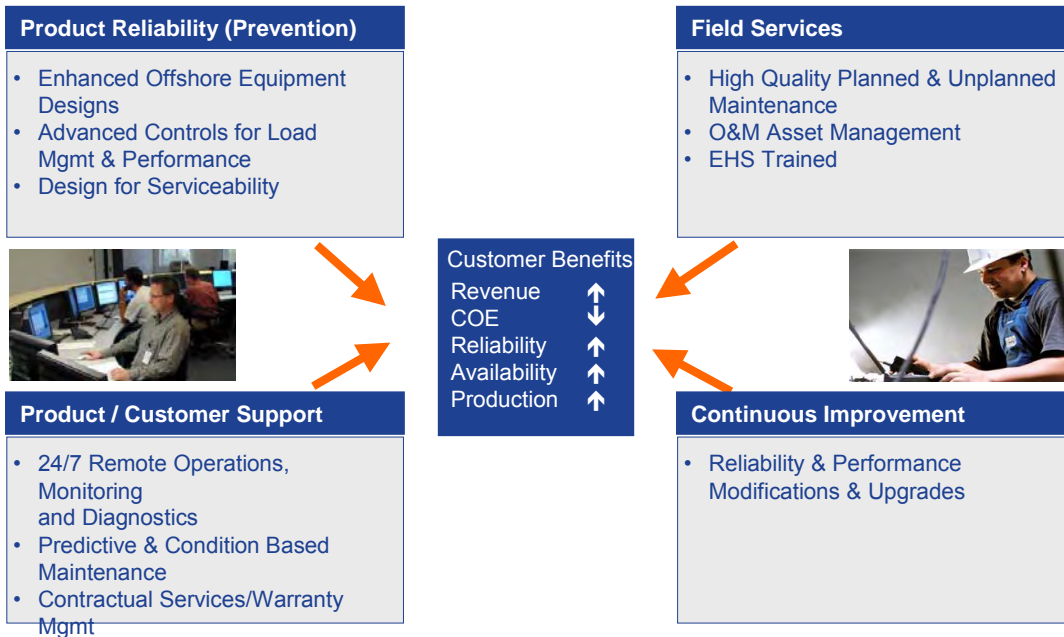 Product Reliability (Prevention)
• Enhanced Offshore Equipment
Designs
• Advanced Controls for Load
Mgmt & Performance
• Design for Serviceability
Field Services
• High Quality Planned & Unplanned
Maintenance
• O&M Asset Management
• EHS Trained
Customer Benefits
Revenue ↑
COE ↓
Reliability ↑
Availability ↑
Production ↑
Product / Customer Support
• 24/7 Remote Operations,
Monitoring
and Diagnostics
• Predictive & Condition Based
Maintenance
• Contractual Services/Warranty
Mgmt
Continuous Improvement
• Reliability & Performance
Modifications & Upgrades